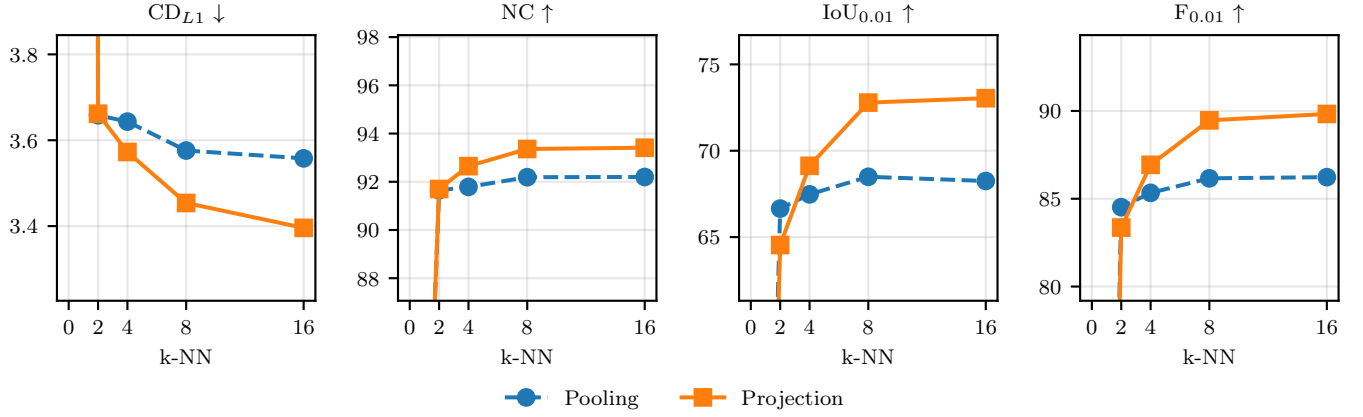 CD_{L1} ↓
3.8
3.6
3.4
0 2 4 8 16
k-NN
NC ↑
98
96
94
92
90
88
0 2 4 8 16
k-NN
IoU_{0.01} ↑
75
70
65
0 2 4 8 16
k-NN
F_{0.01} ↑
90
85
80
0 2 4 8 16
k-NN
Pooling Projection